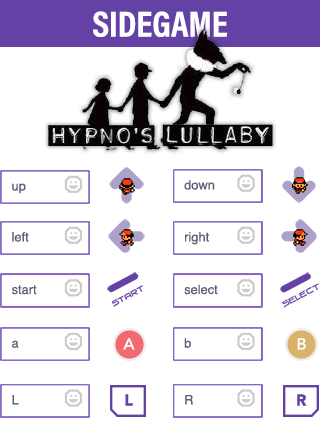 SIDEGAME
HYPNO'S LULLABY
up down
left right
start START select SELECT
a A b B
L L R R